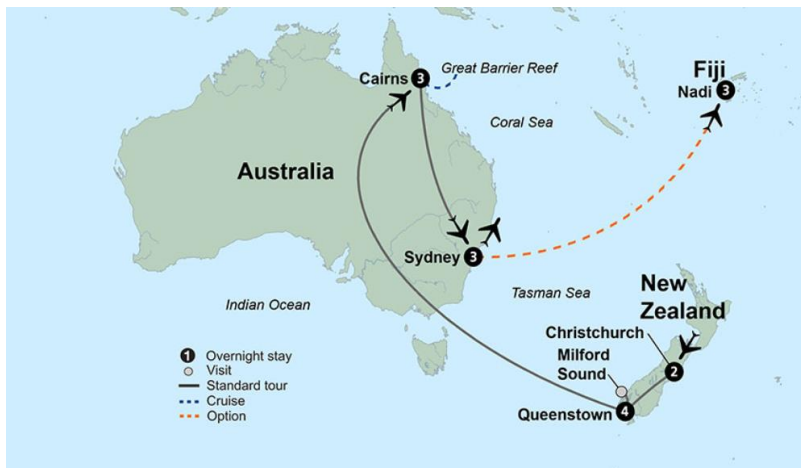 Great Barrier Reef
Cairns 3
Fiji
Nadi 3
Coral Sea
Australia
Sydney 3
Tasman Sea
New
Zealand
Indian Ocean
Christchurch
2
Milford
Sound
Queenstown 4
1 Overnight stay
Visit
Standard tour
Cruise
Option